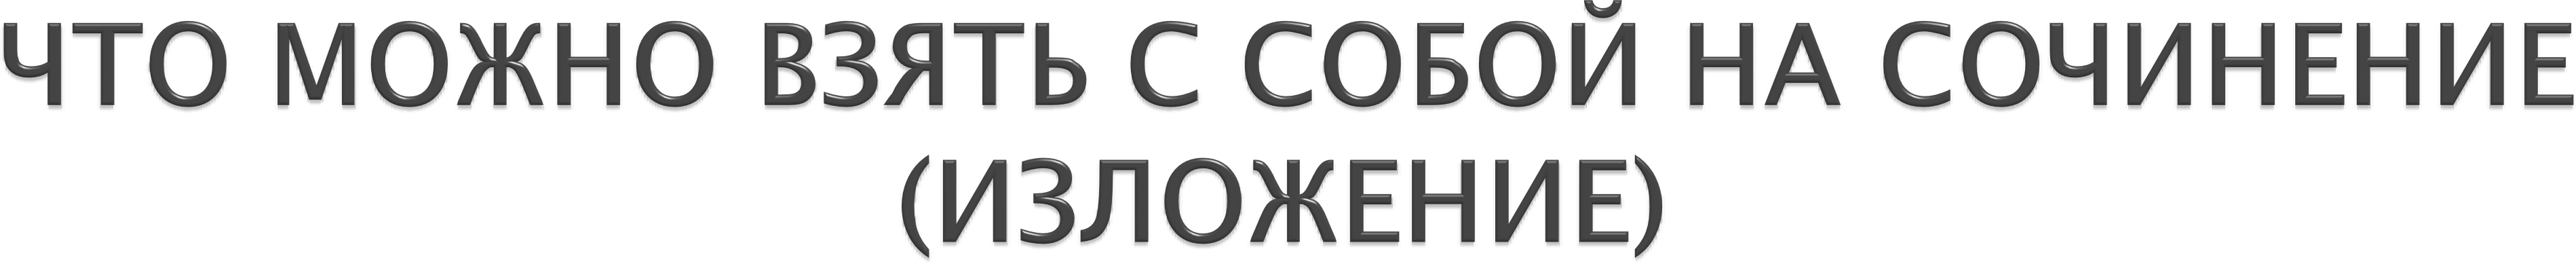 ЧТО МОЖНО ВЗЯТЬ С СОБОЙ НА СОЧИНЕНИЕ
(ИЗЛОЖЕНИЕ)